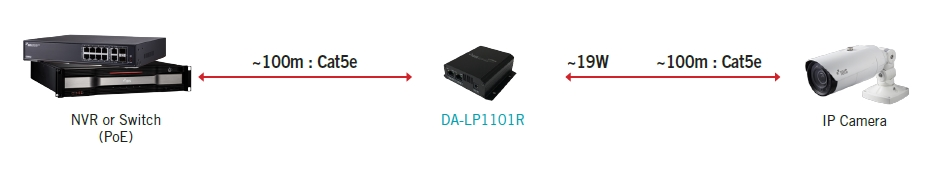 ~100m : Cat5e
~19W
~100m : Cat5e
NVR or Switch
(PoE)
DA-LP1101R
IP Camera